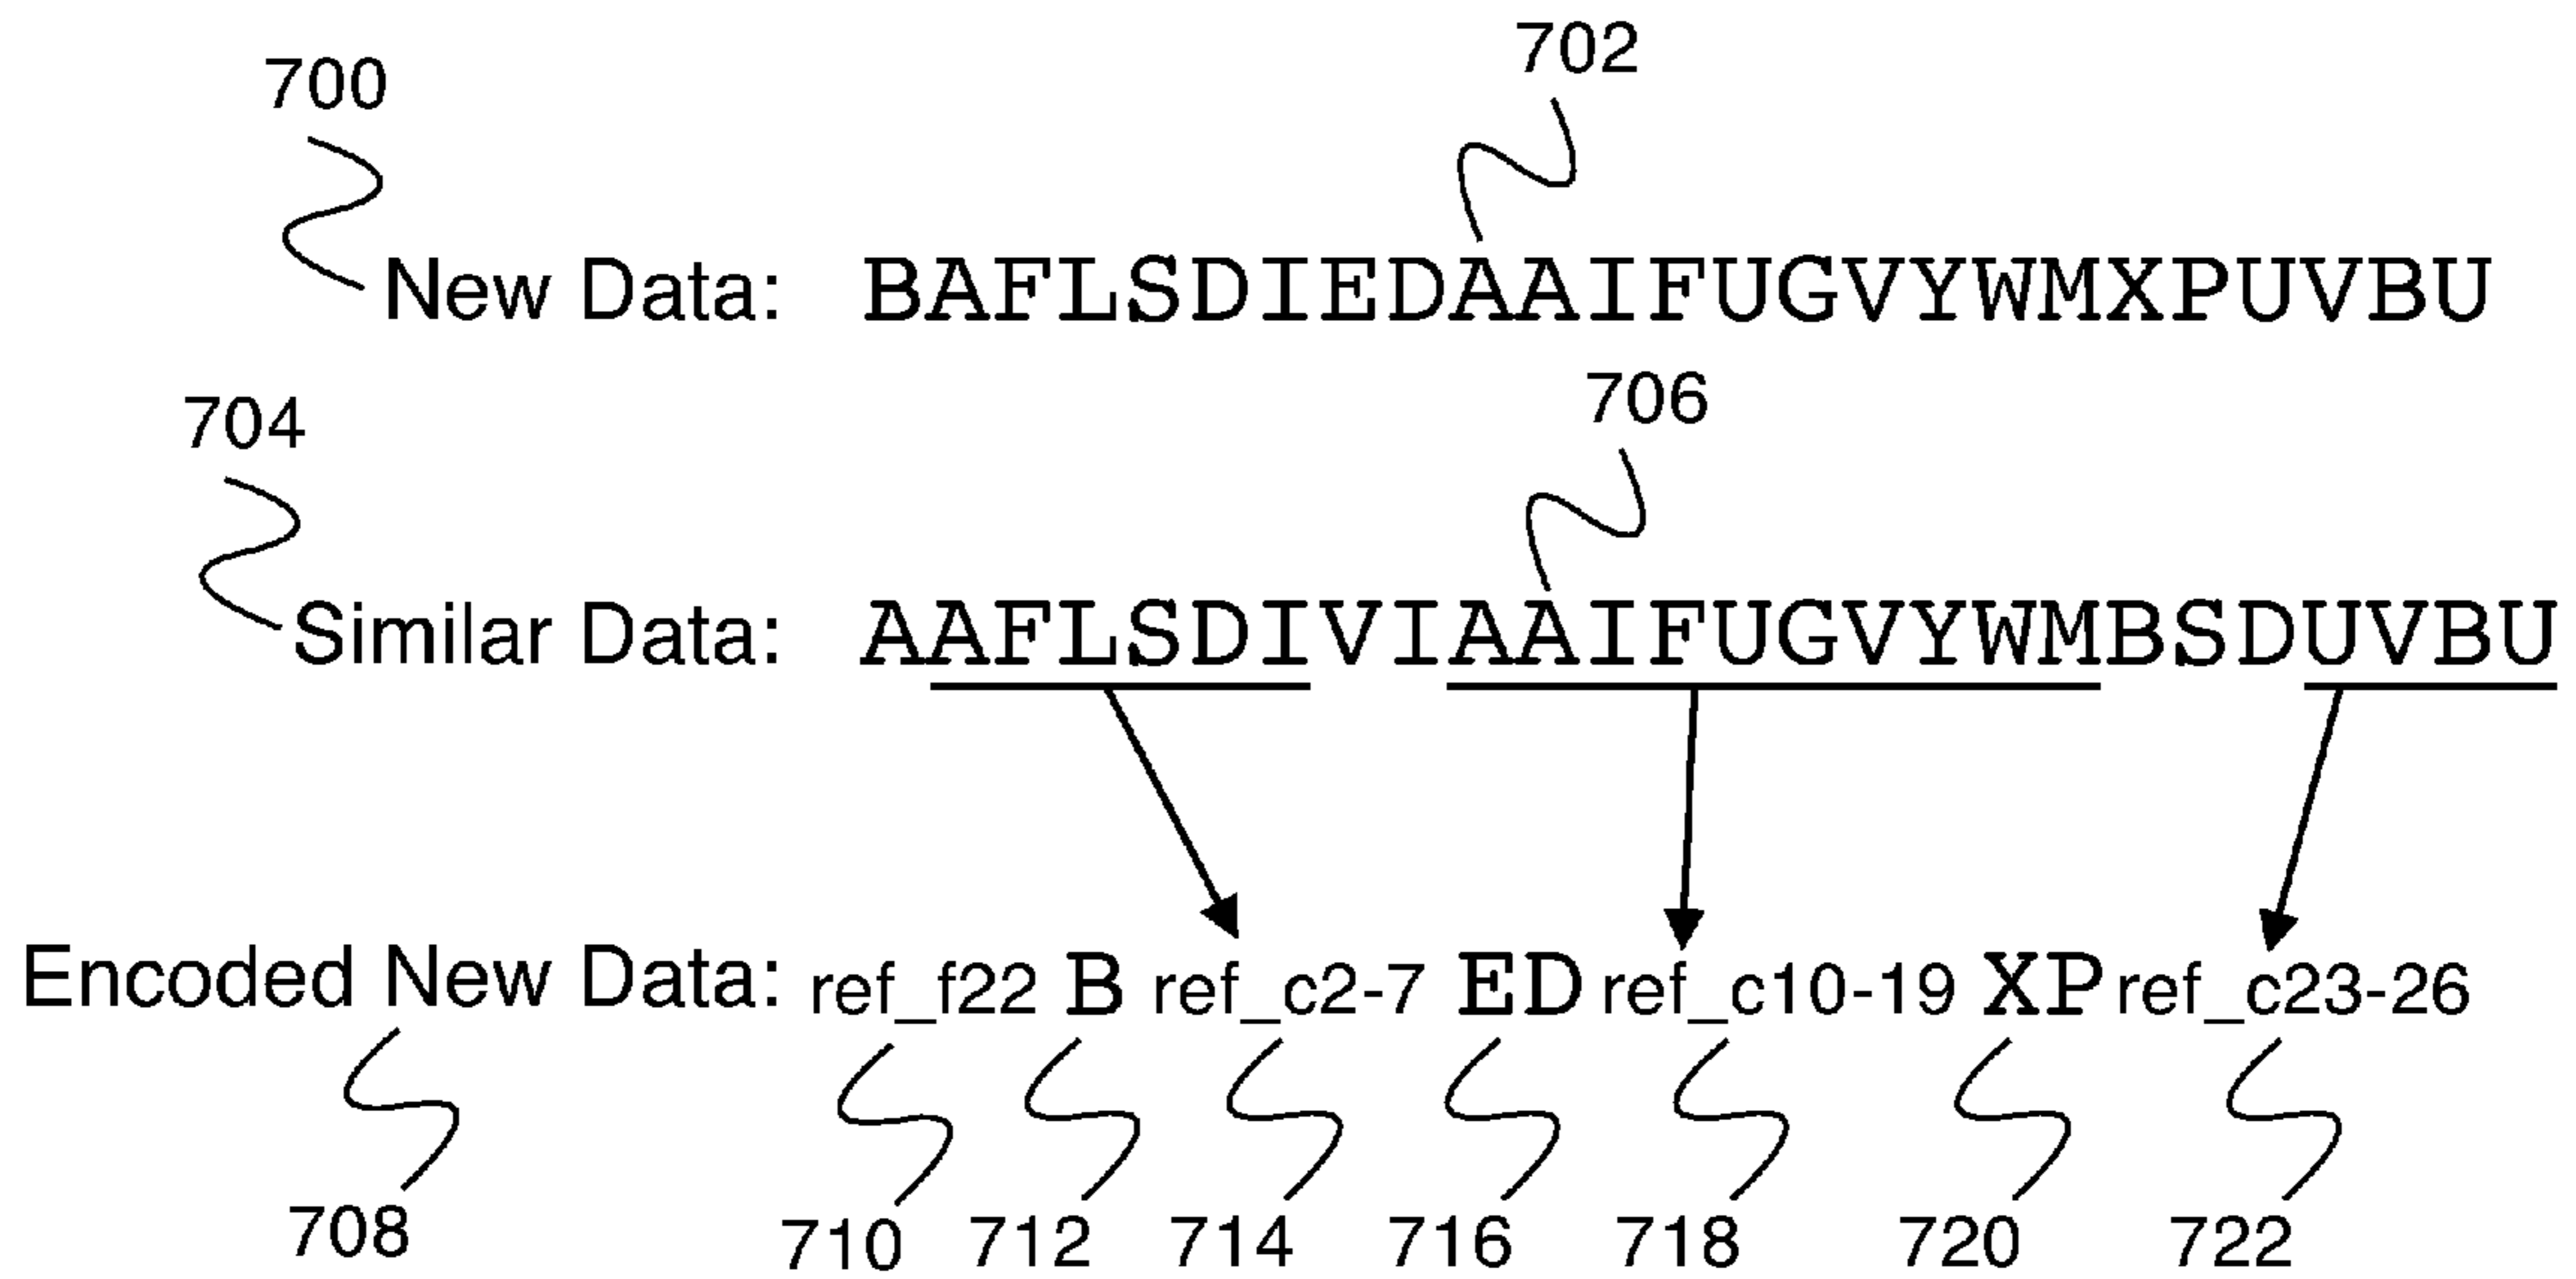 702
700
New Data: BAFLSDIEDAAIFUGVYWMXPUVBU
706
704
Similar Data: AAFLSDIVIAAIFUGVYWMBSDUVBU
Encoded New Data: ref_f22 B ref_c2-7 ED ref_c10-19 XP ref_c23-26
708 710 712 714 716 718 720 722